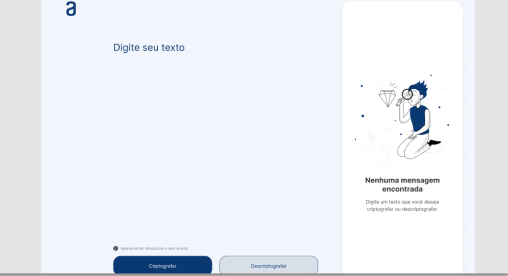 a
Digite seu texto
Nenhuma mensagem
encontrada
Digite um texto que você deseja
criptografar ou descriptografar.
Apenas letras minúsculas e sem acento.
Criptografar
Descriptografar